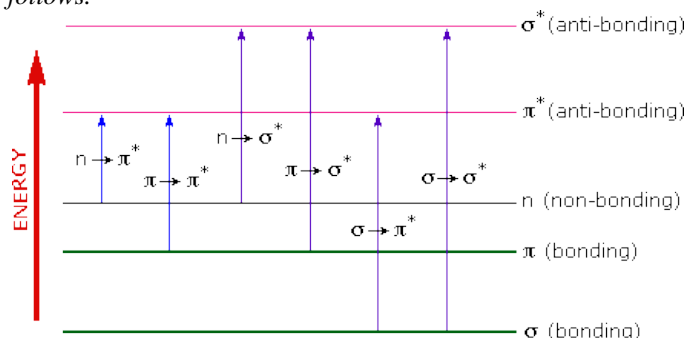 follows:
σ* (anti-bonding)
π* (anti-bonding)
n → σ*
n → π*
π → π*
π → σ*
σ → σ*
n (non-bonding)
σ → π*
π (bonding)
σ (bonding)
ENERGY